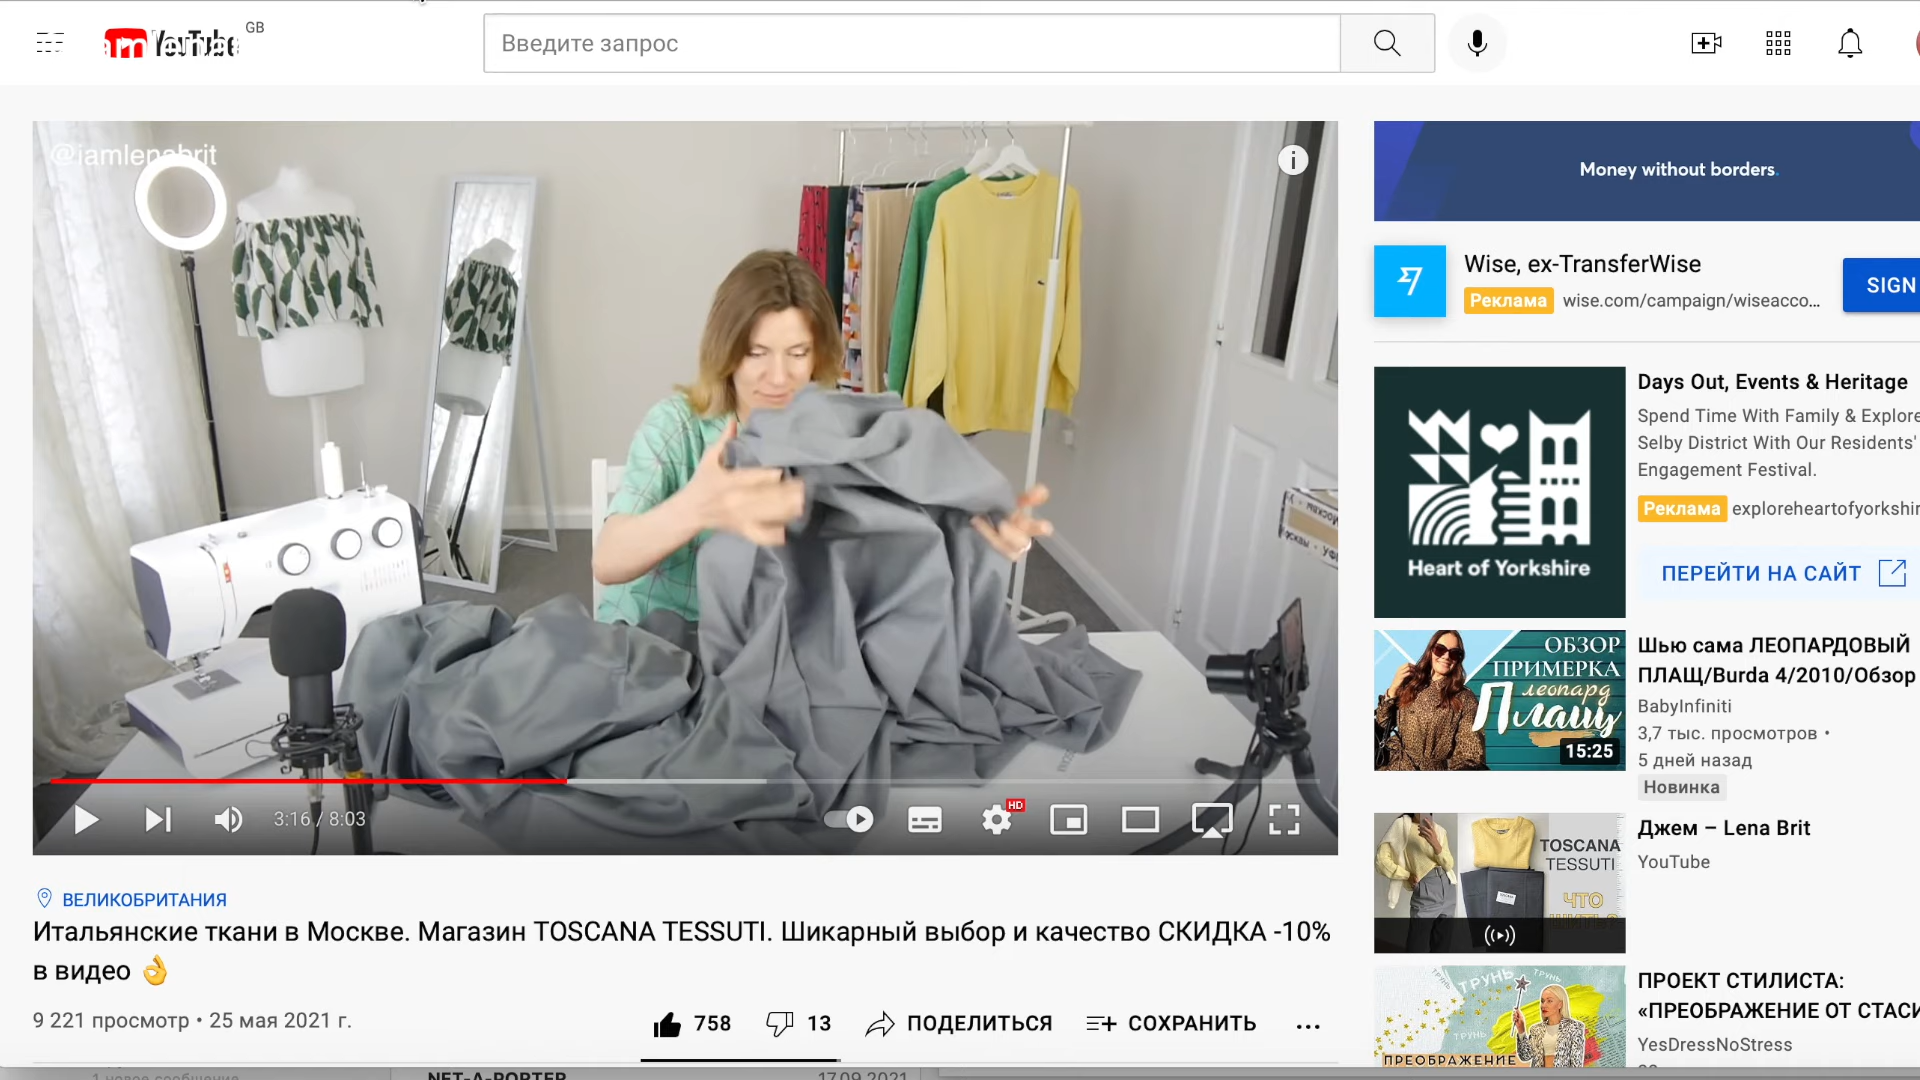 YouTube
GB
Введите запрос
@iamlenabrit
3:16 / 8:03
HD
ВЕЛИКОБРИТАНИЯ
Итальянские ткани в Москве. Магазин TOSCANA TESSUTI. Шикарный выбор и качество СКИДКА -10%
в видео 👌
9 221 просмотр • 25 мая 2021 г.
758
13
ПОДЕЛИТЬСЯ
СОХРАНИТЬ
NET-A-PORTER
17.09.2021
Money without borders.
Wise, ex-TransferWise
Реклама wise.com/campaign/wiseacco...
SIGN
Heart of Yorkshire
Days Out, Events & Heritage
Spend Time With Family & Explore
Selby District With Our Residents'
Engagement Festival.
Реклама exploreheartofyorkshir
ПЕРЕЙТИ НА САЙТ
ОБЗОР
ПРИМЕРКА
леопард
Плащ
15:25
Шью сама ЛЕОПАРДОВЫЙ
ПЛАЩ/Burda 4/2010/Обзор
BabyInfiniti
3,7 тыс. просмотров •
5 дней назад
Новинка
TOSCANA
TESSUTI
ЧТО
Джем – Lena Brit
YouTube
ТРУНЬ
ТРУНЬ
ТРУНЬ
ПРЕОБРАЖЕНИЕ
ПРОЕКТ СТИЛИСТА:
«ПРЕОБРАЖЕНИЕ ОТ СТАСИ
YesDressNoStress